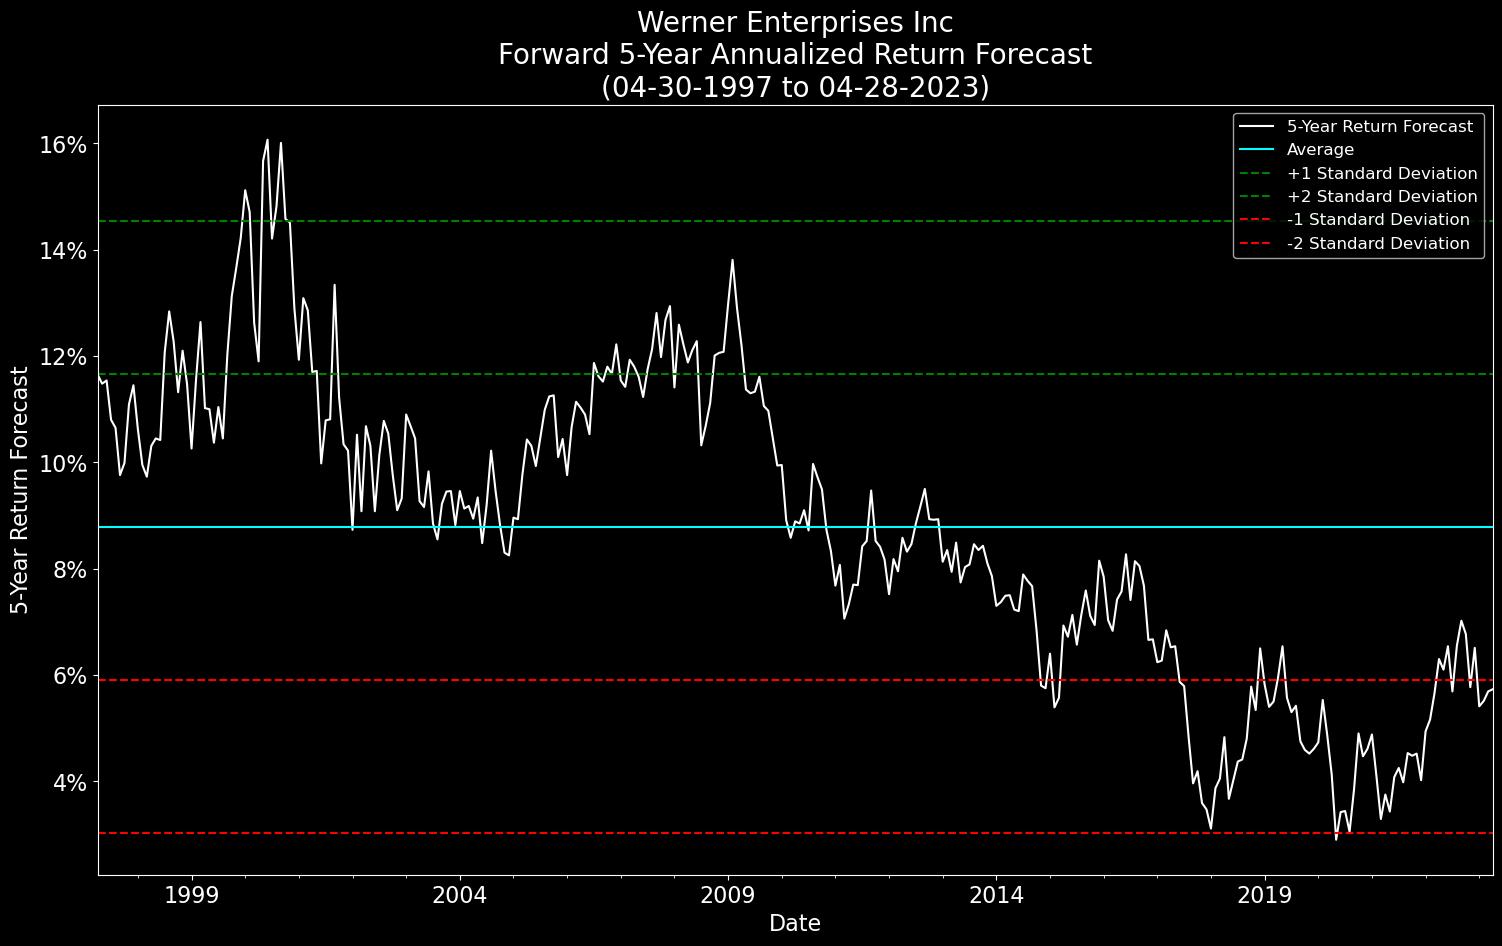 Werner Enterprises Inc
Forward 5-Year Annualized Return Forecast
(04-30-1997 to 04-28-2023)
5-Year Return Forecast
Average
+1 Standard Deviation
+2 Standard Deviation
-1 Standard Deviation
-2 Standard Deviation
16%
14%
12%
10%
8%
6%
4%
5-Year Return Forecast
1999
2004
2009
2014
2019
Date